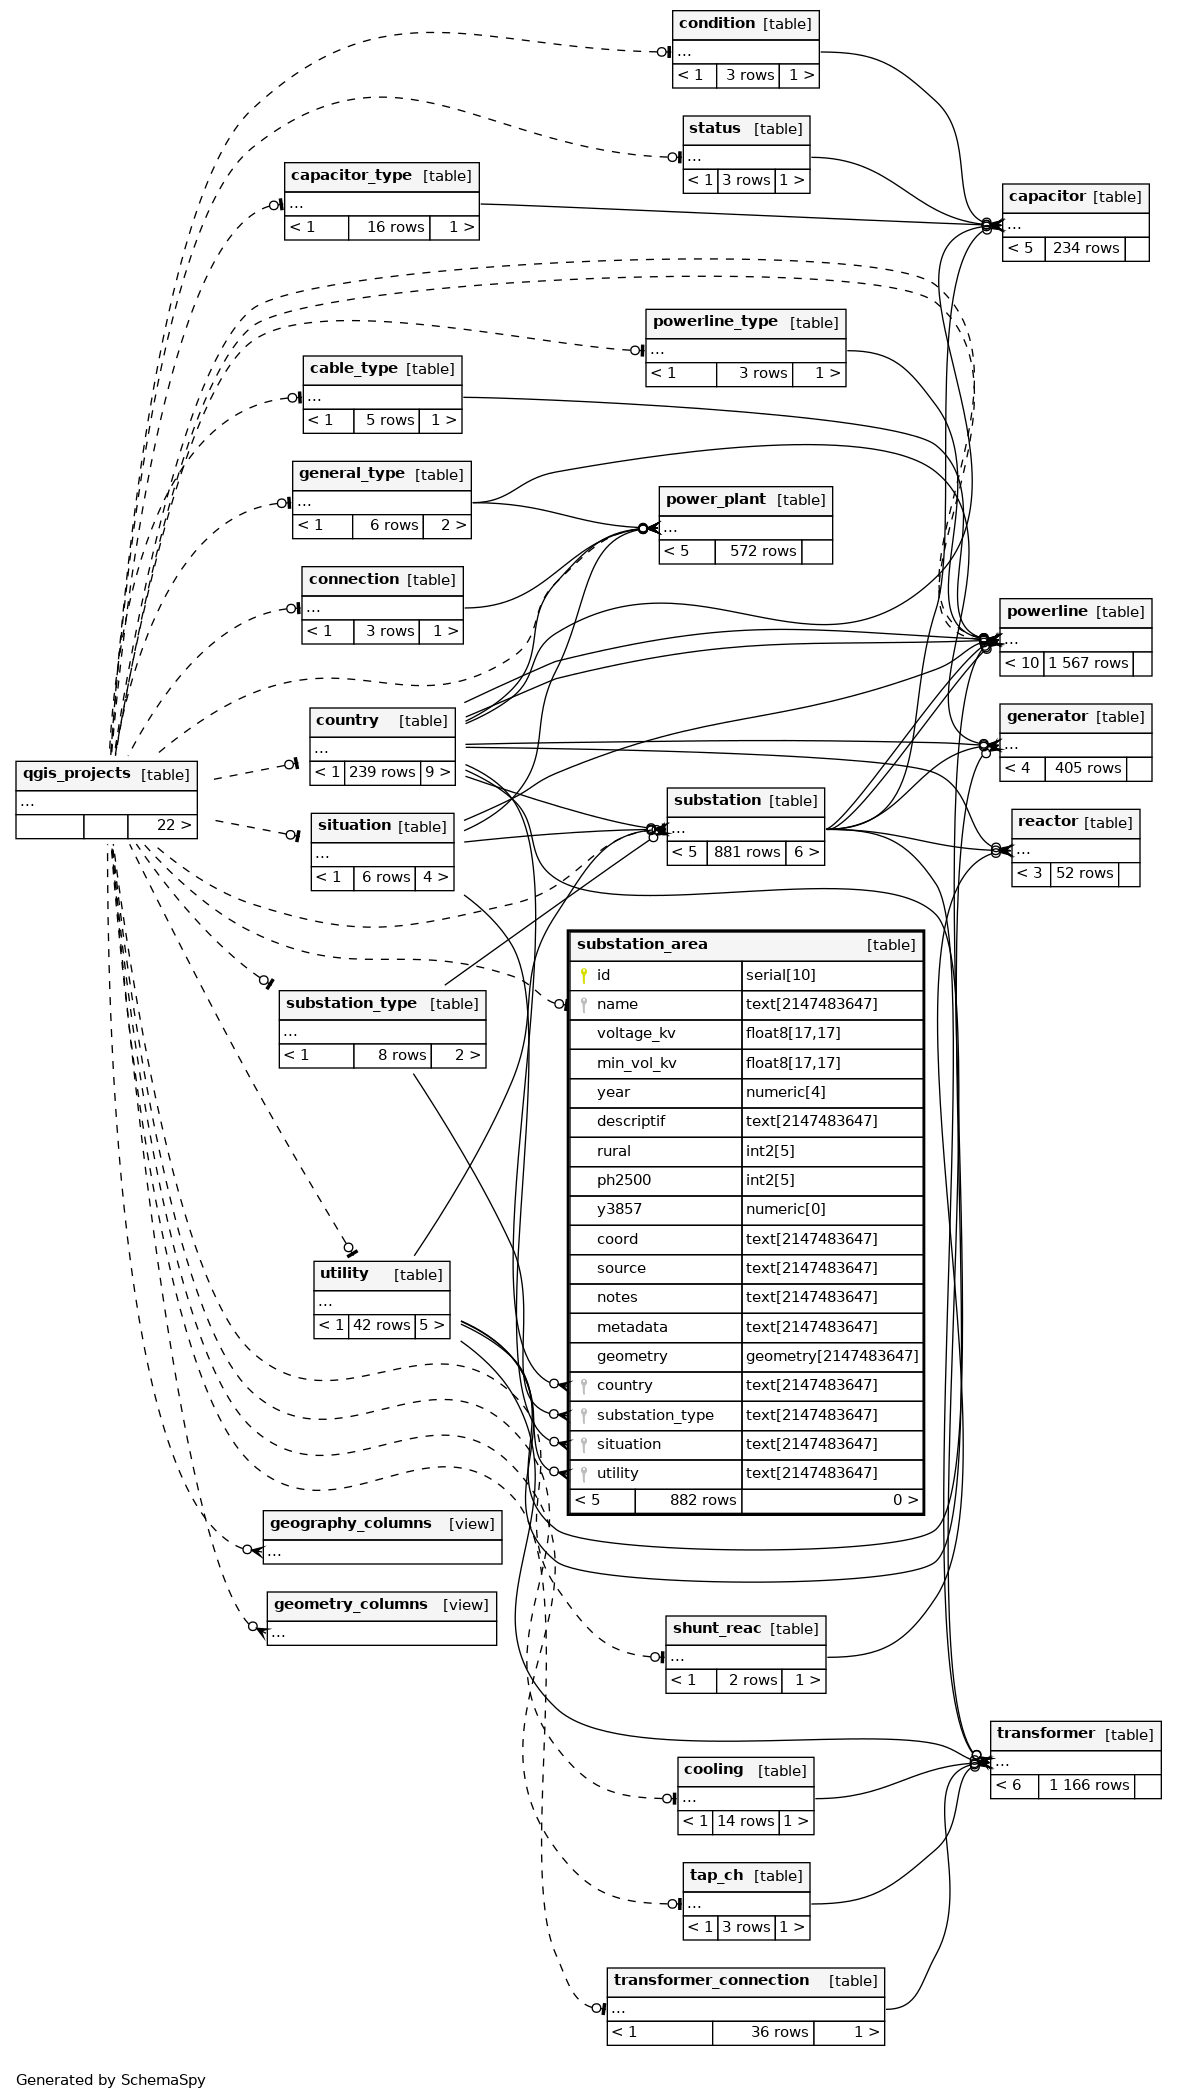 condition [table]
...
< 1 3 rows 1 >
status [table]
...
< 1 3 rows 1 >
capacitor_type [table]
...
< 1 16 rows 1 >
capacitor [table]
...
< 5 234 rows
powerline_type [table]
...
< 1 3 rows 1 >
cable_type [table]
...
< 1 5 rows 1 >
general_type [table]
...
< 1 6 rows 2 >
power_plant [table]
...
< 5 572 rows
connection [table]
...
< 1 3 rows 1 >
powerline [table]
...
< 10 1 567 rows
country [table]
...
< 1 239 rows 9 >
generator [table]
...
< 4 405 rows
qgis_projects [table]
...
22 >
substation [table]
...
< 5 881 rows 6 >
situation [table]
...
< 1 6 rows 4 >
reactor [table]
...
< 3 52 rows
substation_area [table]
id serial[10]
name text[2147483647]
voltage_kv float8[17,17]
min_vol_kv float8[17,17]
year numeric[4]
descriptif text[2147483647]
rural int2[5]
ph2500 int2[5]
y3857 numeric[0]
coord text[2147483647]
source text[2147483647]
notes text[2147483647]
metadata text[2147483647]
geometry geometry[2147483647]
country text[2147483647]
substation_type text[2147483647]
situation text[2147483647]
utility text[2147483647]
< 5 882 rows 0 >
substation_type [table]
...
< 1 8 rows 2 >
utility [table]
...
< 1 42 rows 5 >
geography_columns [view]
...
geometry_columns [view]
...
shunt_reac [table]
...
< 1 2 rows 1 >
transformer [table]
...
< 6 1 166 rows
cooling [table]
...
< 1 14 rows 1 >
tap_ch [table]
...
< 1 3 rows 1 >
transformer_connection [table]
...
< 1 36 rows 1 >
Generated by SchemaSpy